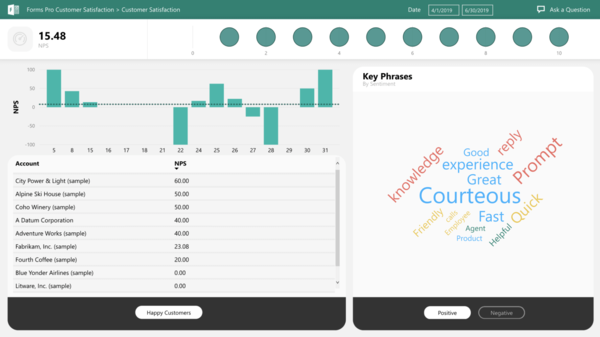 Forms Pro Customer Satisfaction > Customer Satisfaction
Date 4/1/2019 6/30/2019 Ask a Question
15.48
NPS
0 2 4 6 8 10
NPS
100
50
0
-50
-100
5 8 15 16 17 18 22 24 25 26 27 28 29 30 31
Account NPS
City Power & Light (sample) 60.00
Alpine Ski House (sample) 50.00
Coho Winery (sample) 50.00
A Datum Corporation 40.00
Adventure Works (sample) 40.00
Fabrikam, Inc. (sample) 23.08
Fourth Coffee (sample) 20.00
Blue Yonder Airlines (sample) 0.00
Litware, Inc. (sample) 0.00
Happy Customers
Key Phrases
By Sentiment
knowledge
reply
Prompt
Good
experience
Great
Courteous
Friendly
calls
Employee
Fast
Quick
Agent
Helpful
Product
Positive Negative